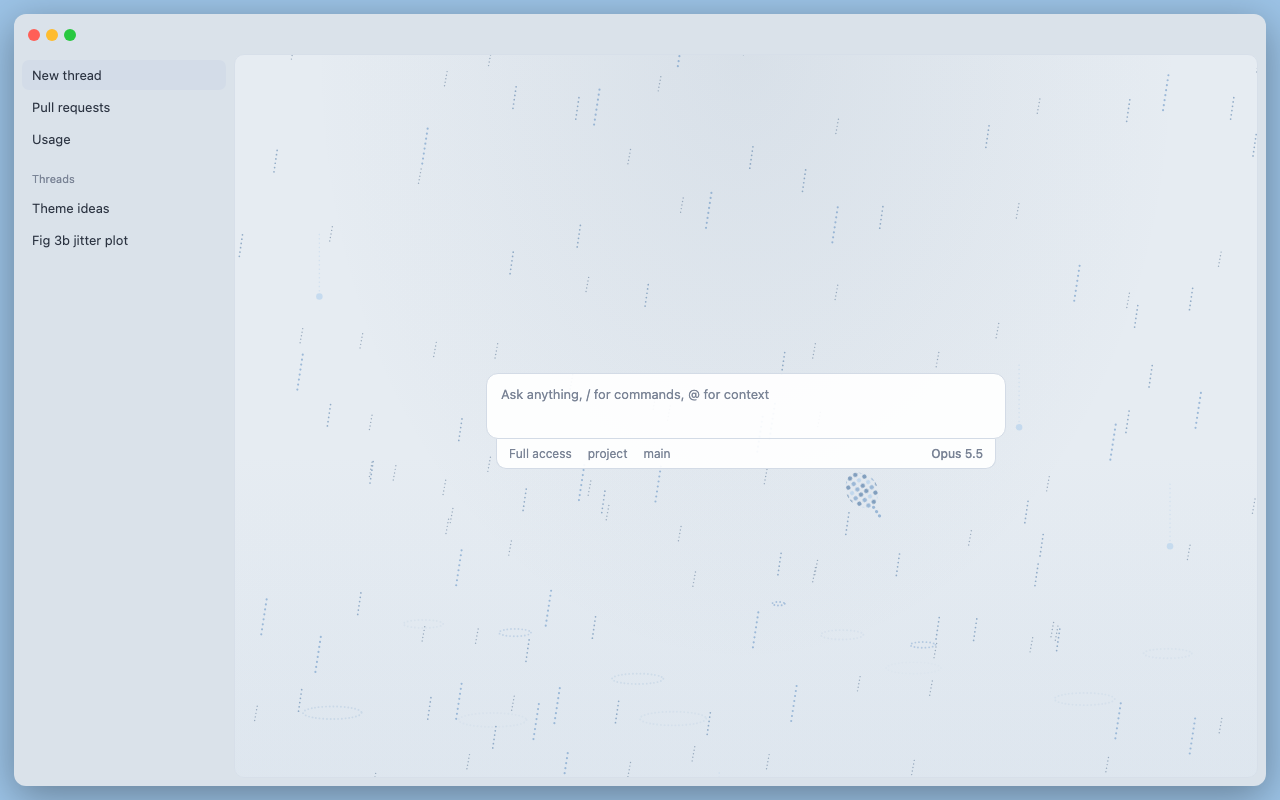 New thread
Pull requests
Usage
Threads
Theme ideas
Fig 3b jitter plot
Ask anything, / for commands, @ for context
Full access project main Opus 5.5